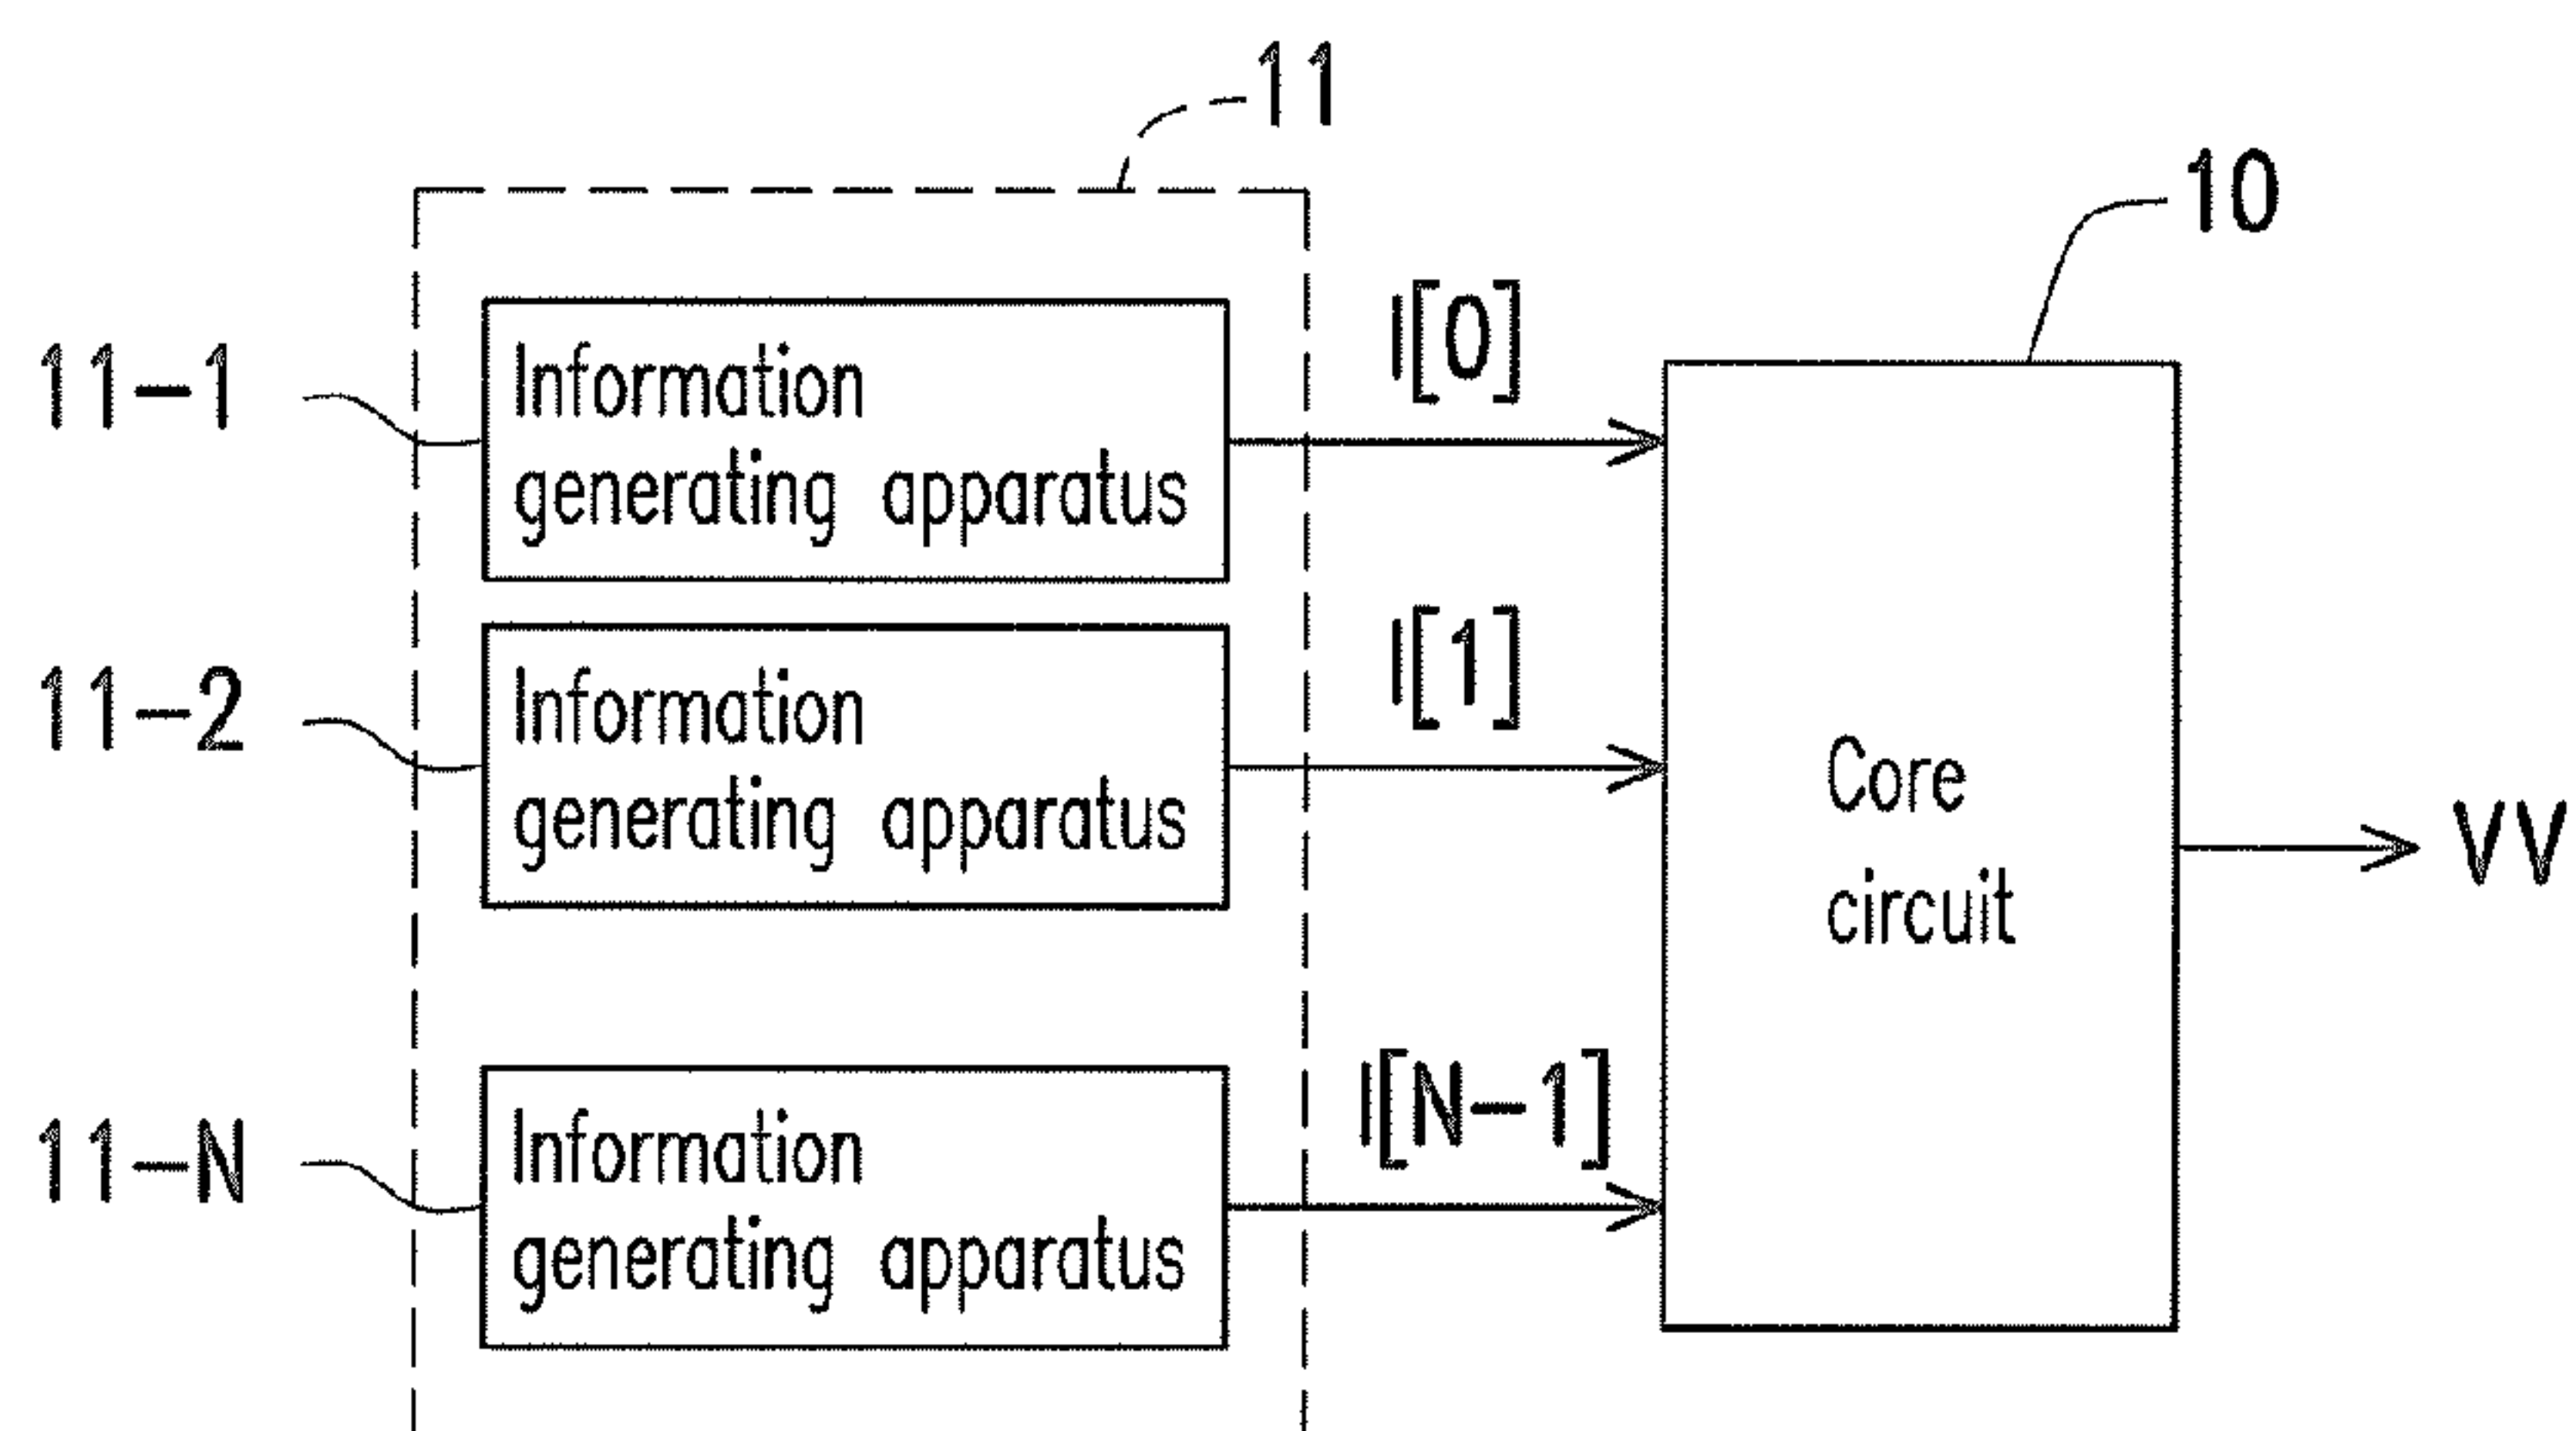 11
10
11-1
Information
generating apparatus
I[0]
11-2
Information
generating apparatus
I[1]
Core
circuit
VV
11-N
Information
generating apparatus
I[N-1]